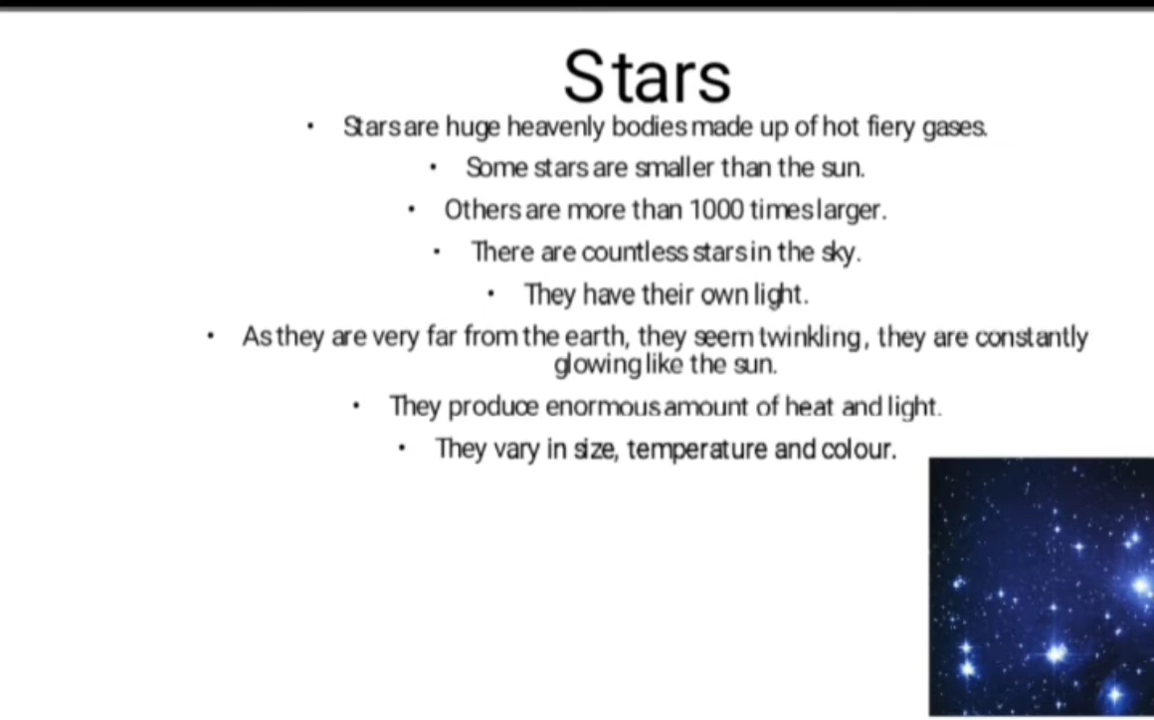 Stars
• Stars are huge heavenly bodies made up of hot fiery gases.
• Some stars are smaller than the sun.
• Others are more than 1000 times larger.
• There are countless stars in the sky.
• They have their own light.
• As they are very far from the earth, they seem twinkling, they are constantly
glowing like the sun.
• They produce enormous amount of heat and light.
• They vary in size, temperature and colour.